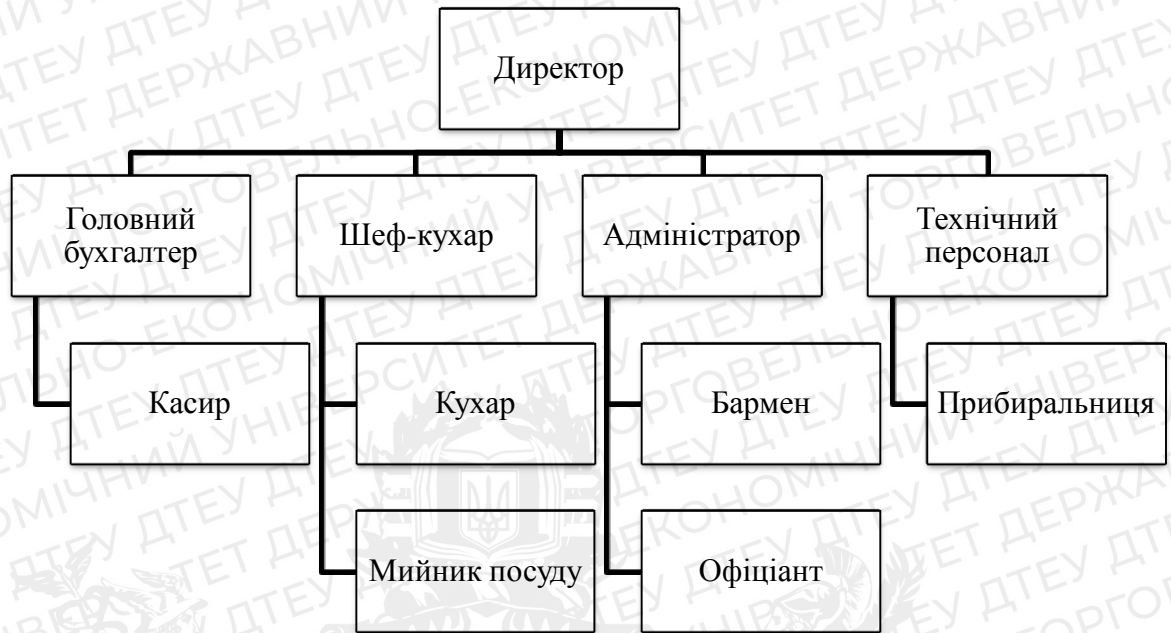 Директор
Головний
бухгалтер
Шеф-кухар
Адміністратор
Технічний
персонал
Касир
Кухар
Бармен
Прибиральниця
Мийник посуду
Офіціант